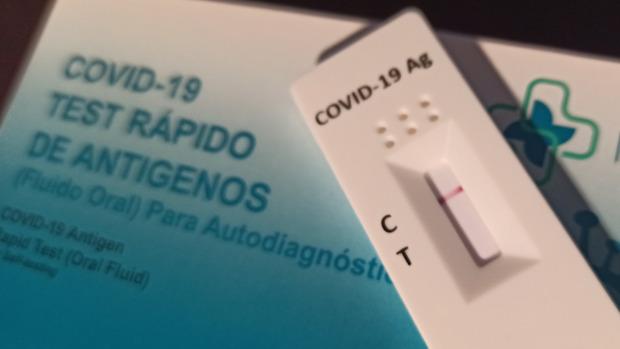 COVID-19
TEST RÁPIDO
DE ANTIGENOS
(Fluido Oral) Para Autodiagnóstic
COVID-19 Antigen
Rapid Test (Oral Fluid)
COVID-19 Ag
C
T